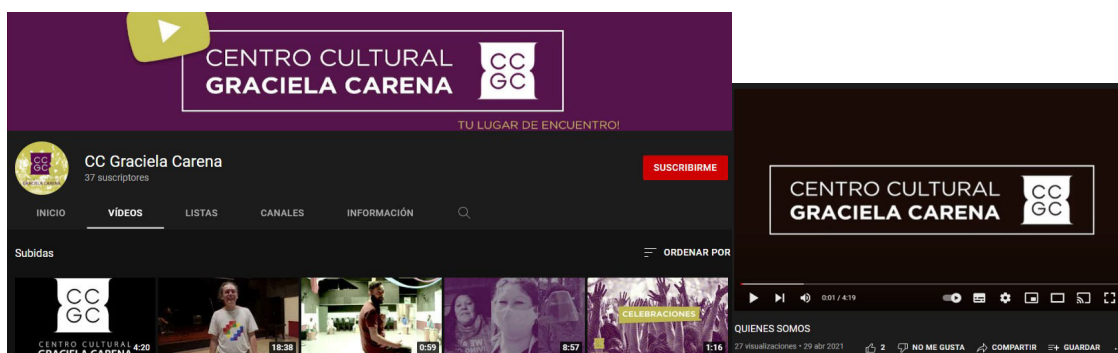 CENTRO CULTURAL
GRACIELA CARENA
CC
GC
TU LUGAR DE ENCUENTRO!
CC
GC
CC Graciela Carena
37 suscriptores
SUSCRIBIRME
INICIO VÍDEOS LISTAS CANALES INFORMACIÓN
Subidas
ORDENAR POR
CC
GC
CENTRO CULTURAL
GRACIELA CARENA
4:20
18:38
0:59
8:57
CELEBRACIONES
1:16
CENTRO CULTURAL
GRACIELA CARENA
CC
GC
0:01 / 4:19
QUIENES SOMOS
27 visualizaciones • 29 abr 2021
2 NO ME GUSTA COMPARTIR GUARDAR